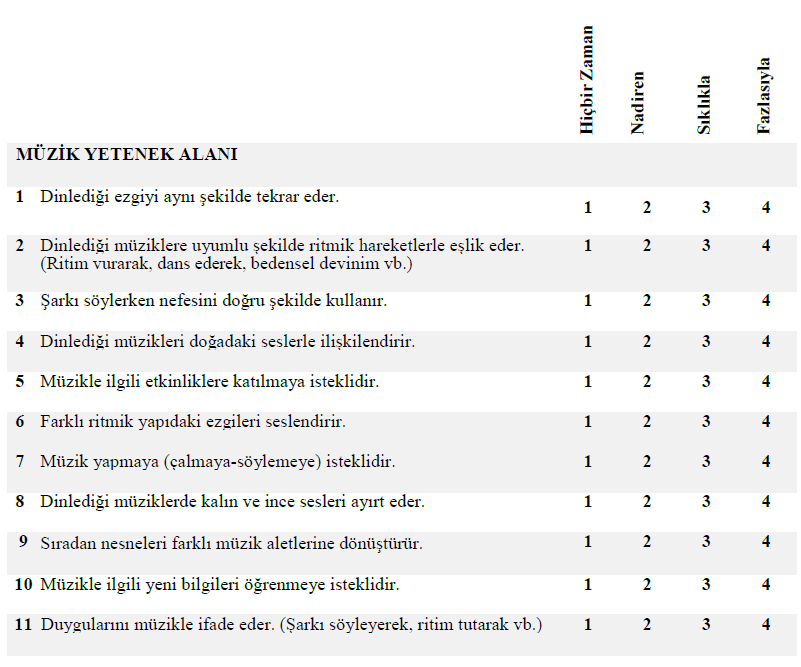 Hiçbir Zaman
Nadiren
Sıklıkla
Fazlasıyla
MÜZİK YETENEK ALANI
1 Dinlediği ezgiyi aynı şekilde tekrar eder. 1 2 3 4
2 Dinlediği müziklere uyumlu şekilde ritmik hareketlerle eşlik eder. 1 2 3 4
(Ritim vurarak, dans ederek, bedensel devinim vb.)
3 Şarkı söylerken nefesini doğru şekilde kullanır. 1 2 3 4
4 Dinlediği müzikleri doğadaki seslerle ilişkilendirir. 1 2 3 4
5 Müzikle ilgili etkinliklere katılmaya isteklidir. 1 2 3 4
6 Farklı ritmik yapıdaki ezgileri seslendirir. 1 2 3 4
7 Müzik yapmaya (çalmaya-söylemeye) isteklidir. 1 2 3 4
8 Dinlediği müziklerde kalın ve ince sesleri ayırt eder. 1 2 3 4
9 Sıradan nesneleri farklı müzik aletlerine dönüştürür. 1 2 3 4
10 Müzikle ilgili yeni bilgileri öğrenmeye isteklidir. 1 2 3 4
11 Duygularını müzikle ifade eder. (Şarkı söyleyerek, ritim tutarak vb.) 1 2 3 4